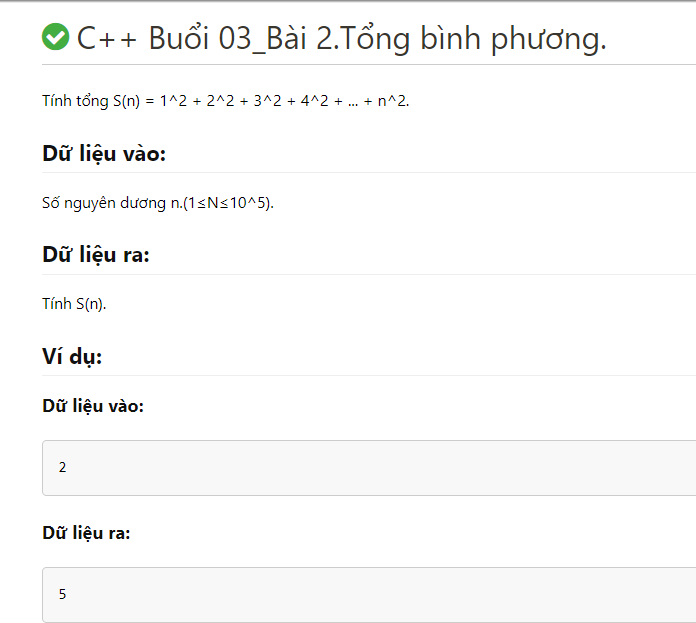 C++ Buổi 03_Bài 2.Tổng bình phương.
Tính tổng S(n) = 1^2 + 2^2 + 3^2 + 4^2 + ... + n^2.
Dữ liệu vào:
Số nguyên dương n.(1≤N≤10^5).
Dữ liệu ra:
Tính S(n).
Ví dụ:
Dữ liệu vào:
2
Dữ liệu ra:
5